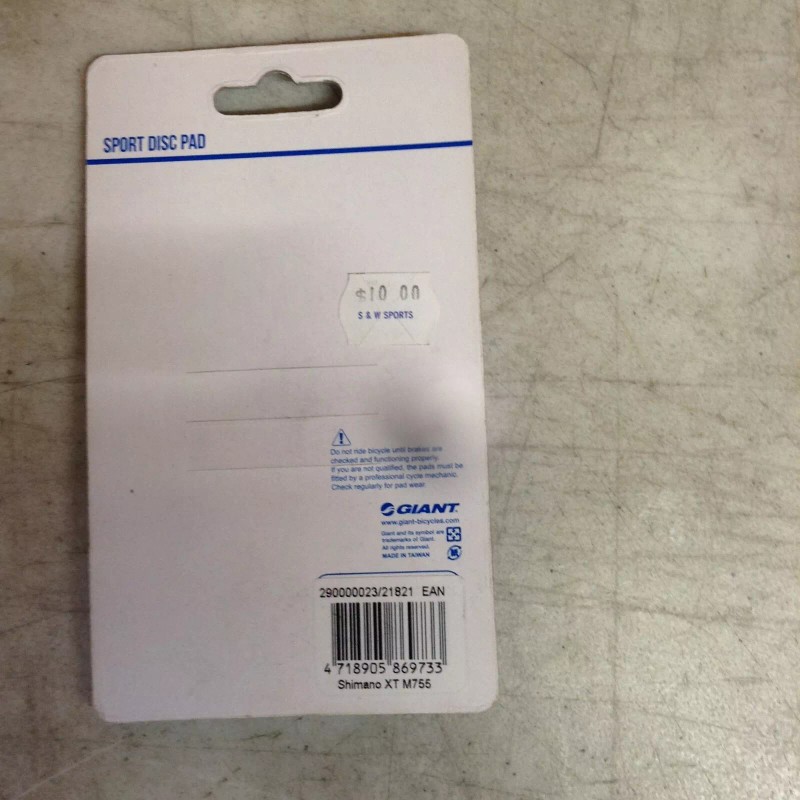 SPORT DISC PAD
$10.00
S & W SPORTS
Do not ride bicycle until brakes are
checked and functioning properly.
If you are not qualified, the pads must be
fitted by a professional cycle mechanic.
Check regularly for pad wear.
GIANT
www.giant-bicycles.com
Giant and its symbol are
trademarks of Giant.
All rights reserved.
MADE IN TAIWAN
290000023/21821 EAN
4 718905 869733
Shimano XT M755